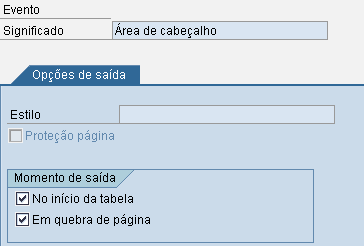 Evento
Significado Área de cabeçalho
Opções de saída
Estilo
Proteção página
Momento de saída
No início da tabela
Em quebra de página